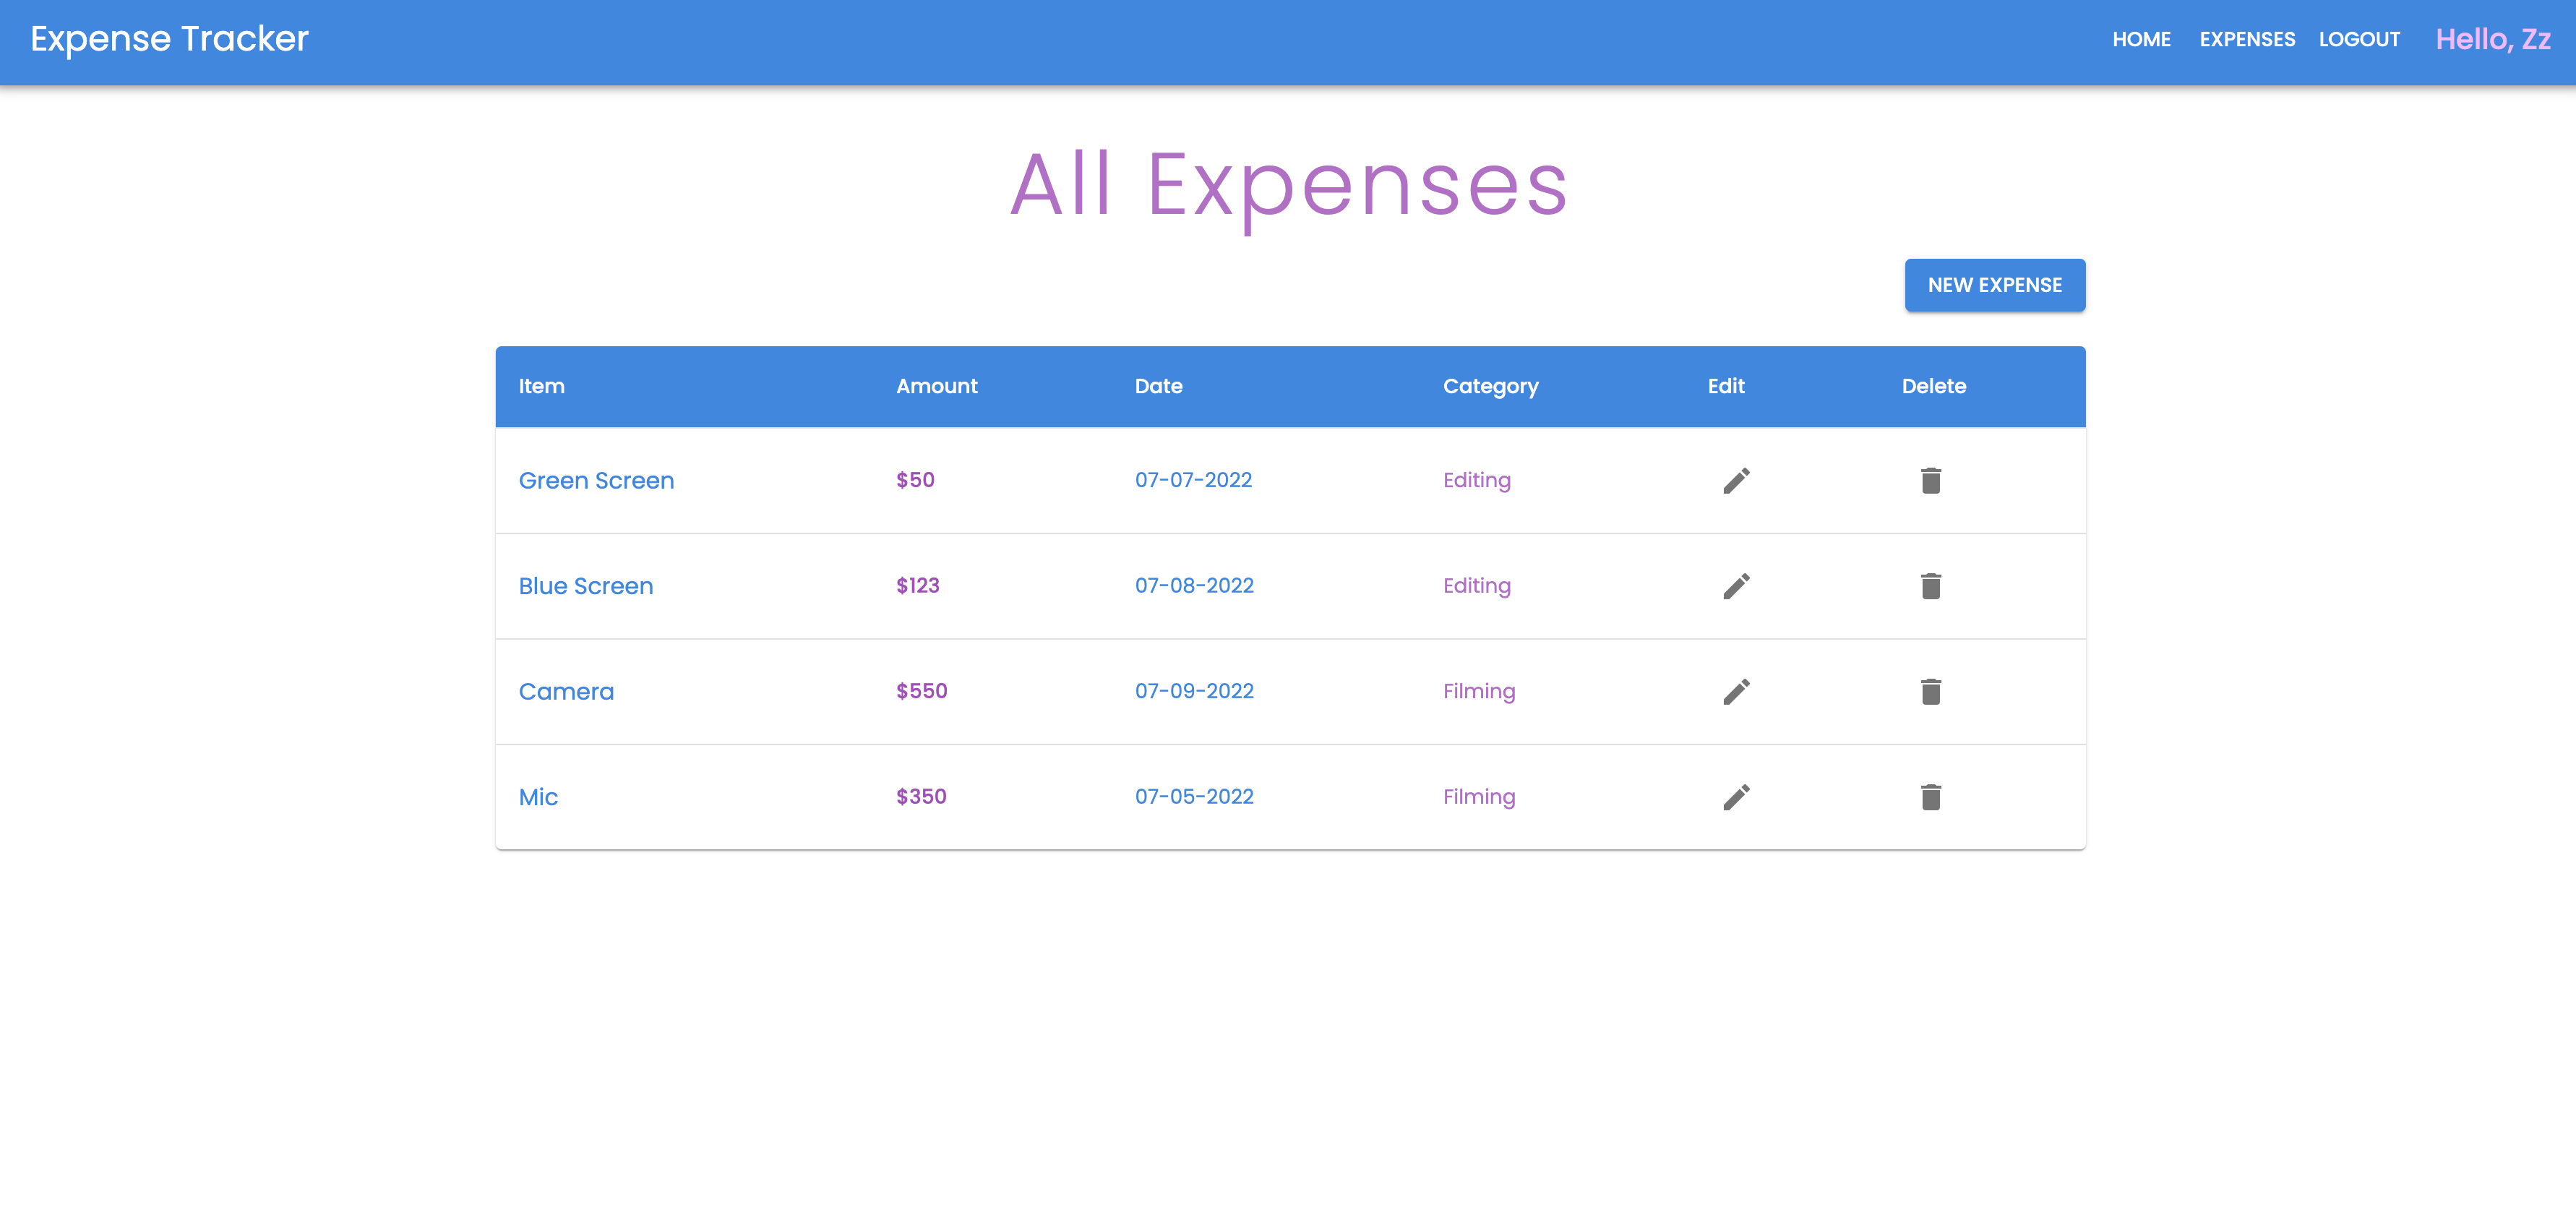 Expense Tracker HOME EXPENSES LOGOUT Hello, Zz
All Expenses
NEW EXPENSE
Item Amount Date Category Edit Delete
Green Screen $50 07-07-2022 Editing
Blue Screen $123 07-08-2022 Editing
Camera $550 07-09-2022 Filming
Mic $350 07-05-2022 Filming